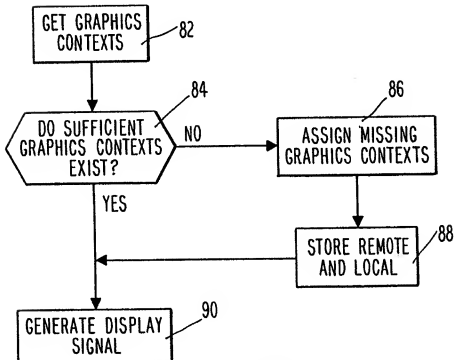 GET GRAPHICS
CONTEXTS
82
84
DO SUFFICIENT
GRAPHICS CONTEXTS
EXIST?
NO
86
ASSIGN MISSING
GRAPHICS CONTEXTS
YES
STORE REMOTE
AND LOCAL
88
90
GENERATE DISPLAY
SIGNAL